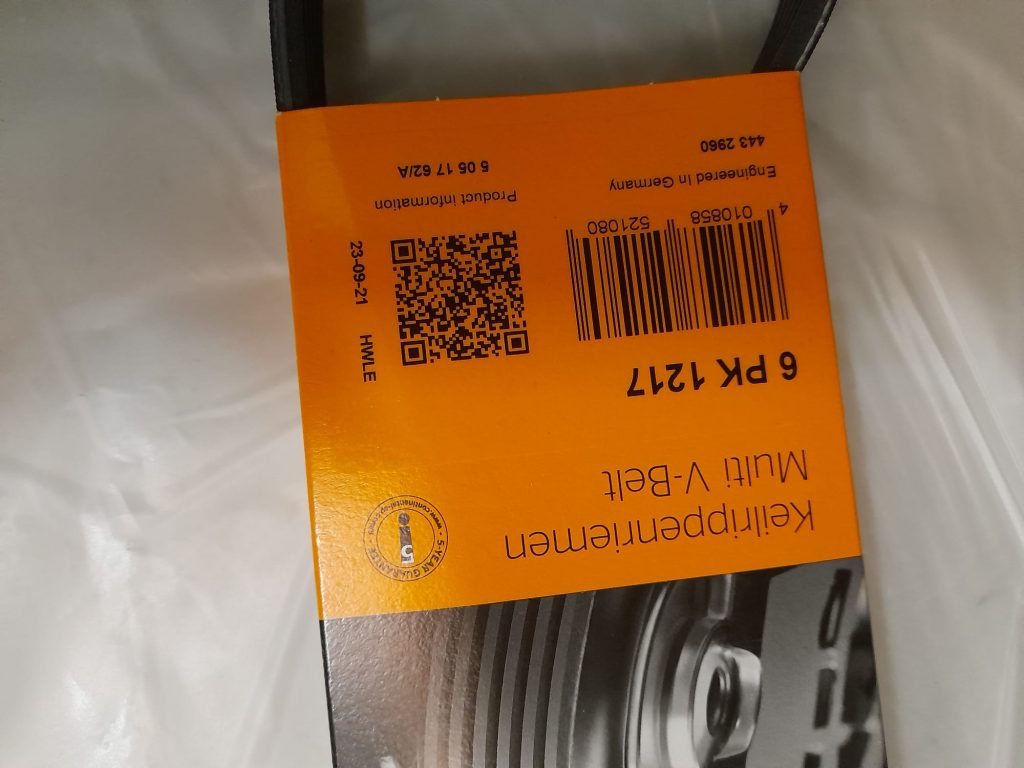 Keilrippenriemen
Multi V-Belt
6 PK 1217
4 010858 521080
Engineered in Germany
443 2960
Product information
5 05 17 62/A
23-09-21 HWLE
5-YEAR GUARANTEE